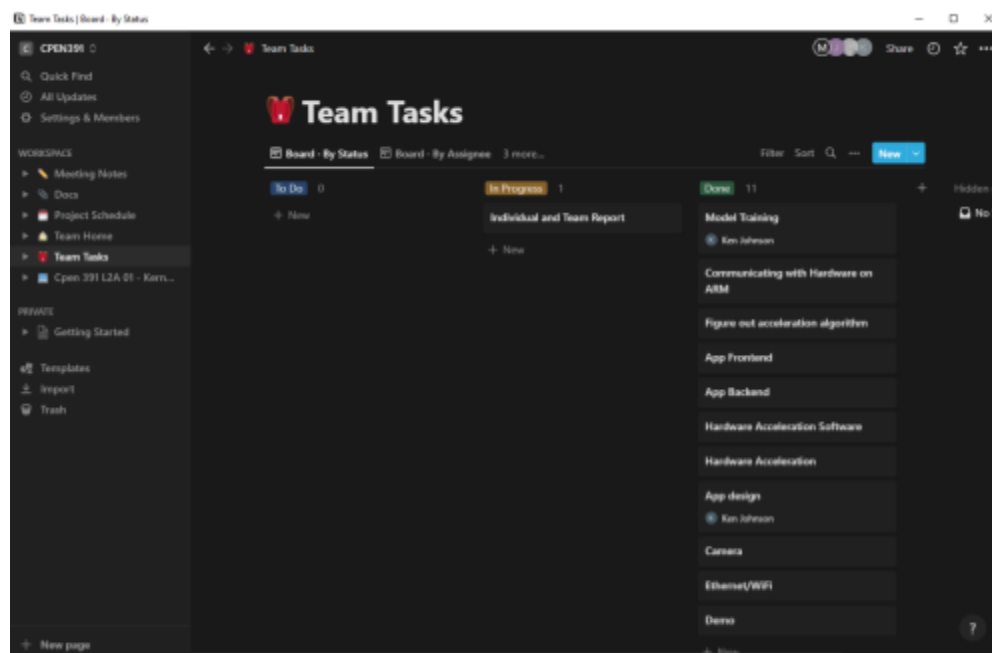 Team Tasks | Board - By Status
CPEN391
Team Tasks
Share
Quick Find
All Updates
Settings & Members
WORKSPACE
Meeting Notes
Docs
Project Schedule
Team Home
Team Tasks
Cpen 391 L2A 01 - Kern...
PRIVATE
Getting Started
Templates
Import
Trash
New page
Team Tasks
Board - By Status Board - By Assignee 3 more...
Filter Sort New
To Do 0
+ New
In Progress 1
Individual and Team Report
+ New
Done 11
Model Training
Ken Johnson
Communicating with Hardware on
ARM
Figure out acceleration algorithm
App Frontend
App Backend
Hardware Acceleration Software
Hardware Acceleration
App design
Ken Johnson
Camera
Ethernet/WiFi
Demo
+ New
Hidden
No
?